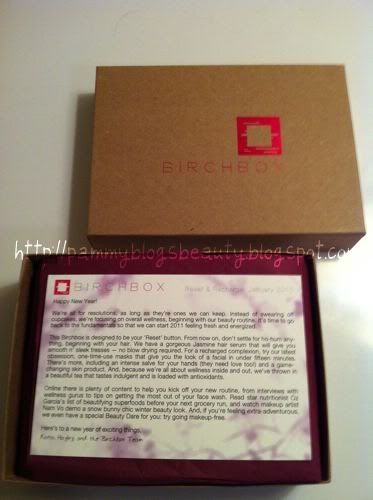 BIRCHBOX
http://pammyblogsbeauty.blogspot.com
BIRCHBOX Reset & Recharge, January 2011
Happy New Year!
We're all for resolutions, as long as they're ones we can keep. Instead of swearing off
cupcakes, we're focusing on overall wellness, beginning with our beauty routine. It's time to go
back to the fundamentals so that we can start 2011 feeling fresh and energized.
This Birchbox is designed to be your "Reset" button. From now on, don't settle for ho-hum any-
thing, beginning with your hair. We have a gorgeous Jasmine hair serum that will give you
smooth n' sleek tresses — no blow drying required. For a recharged complexion, try our latest
obsession, one-time-use masks that give you the look of a facial in under fifteen minutes.
There's more, including an intense salve for your hands (they need love too!) and a game-
changing skin product. And, because we're all about wellness inside and out, we've thrown in
a beautiful tea that tastes indulgent and is loaded with antioxidants.
Online there is plenty of content to help you kick off your new routine, from interviews with
wellness gurus to tips on getting the most out of your face wash. Read star nutritionist Oz
Garcia's list of beautifying superfoods before your next grocery run, and watch makeup artist
Nam Vo demo a snow bunny chic winter beauty look. And, if you're feeling extra-adventurous,
we even have a special Beauty Dare for you: try going makeup-free.
Here's to a new year of exciting things,
Katia, Hayley, and the Birchbox Team